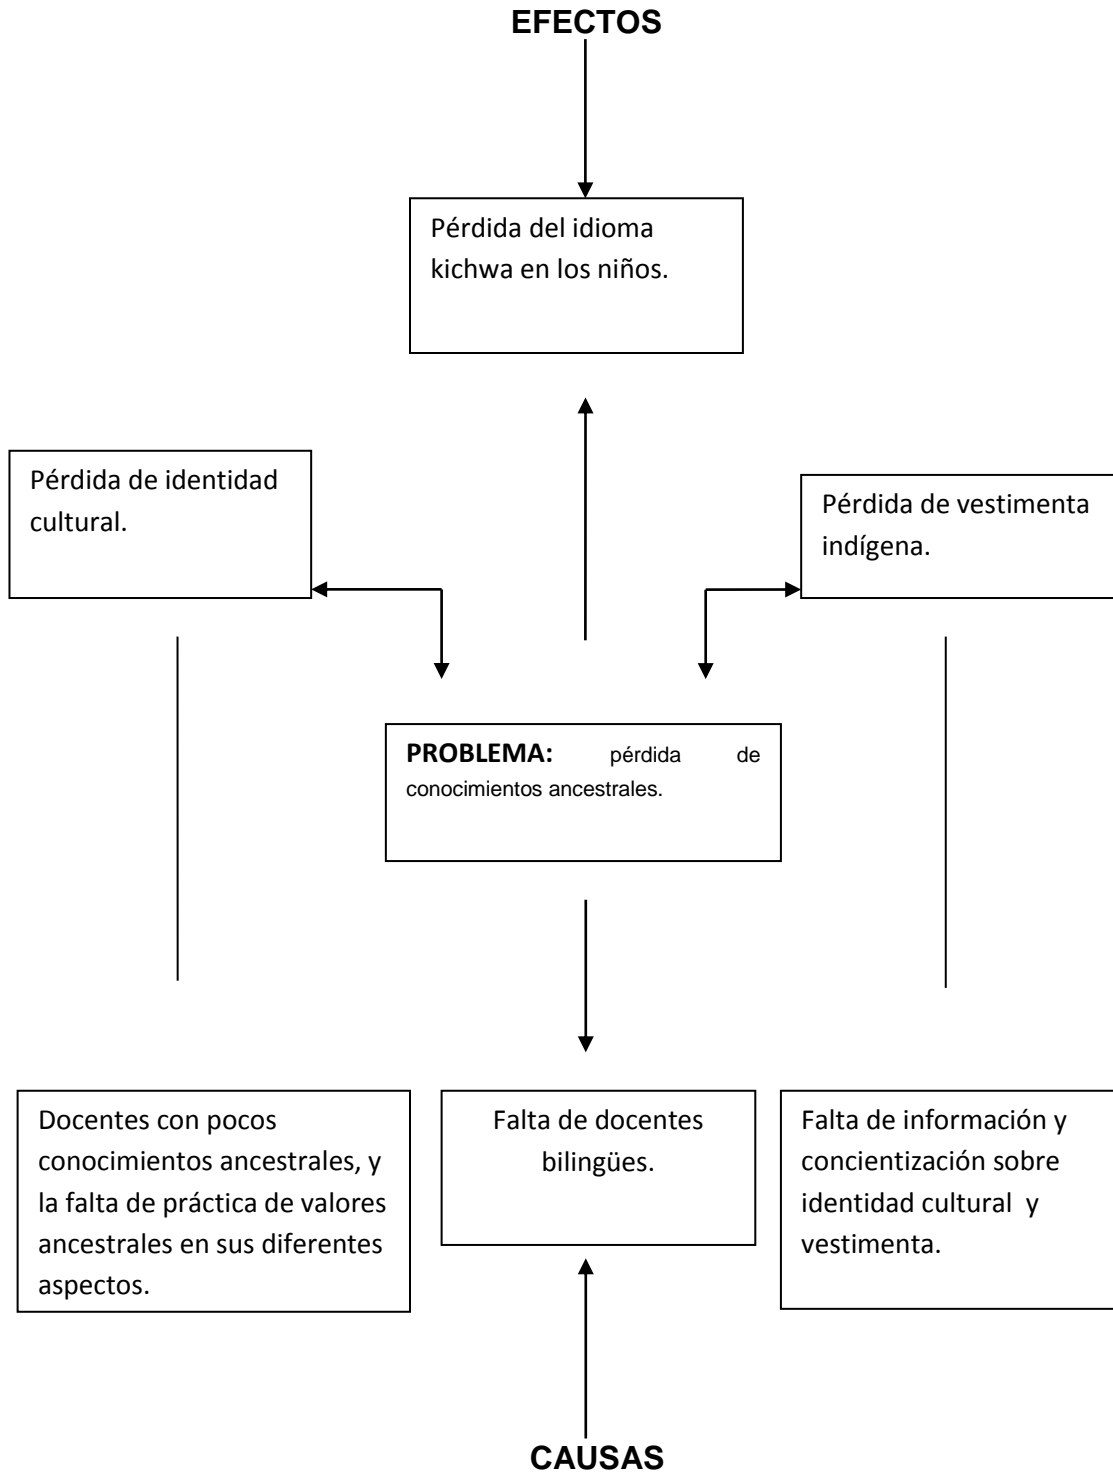 EFECTOS
Pérdida del idioma
kichwa en los niños.
Pérdida de identidad
cultural.
Pérdida de vestimenta
indígena.
PROBLEMA: pérdida de
conocimientos ancestrales.
Docentes con pocos
conocimientos ancestrales, y
la falta de práctica de valores
ancestrales en sus diferentes
aspectos.
Falta de docentes
bilingües.
Falta de información y
concientización sobre
identidad cultural y
vestimenta.
CAUSAS